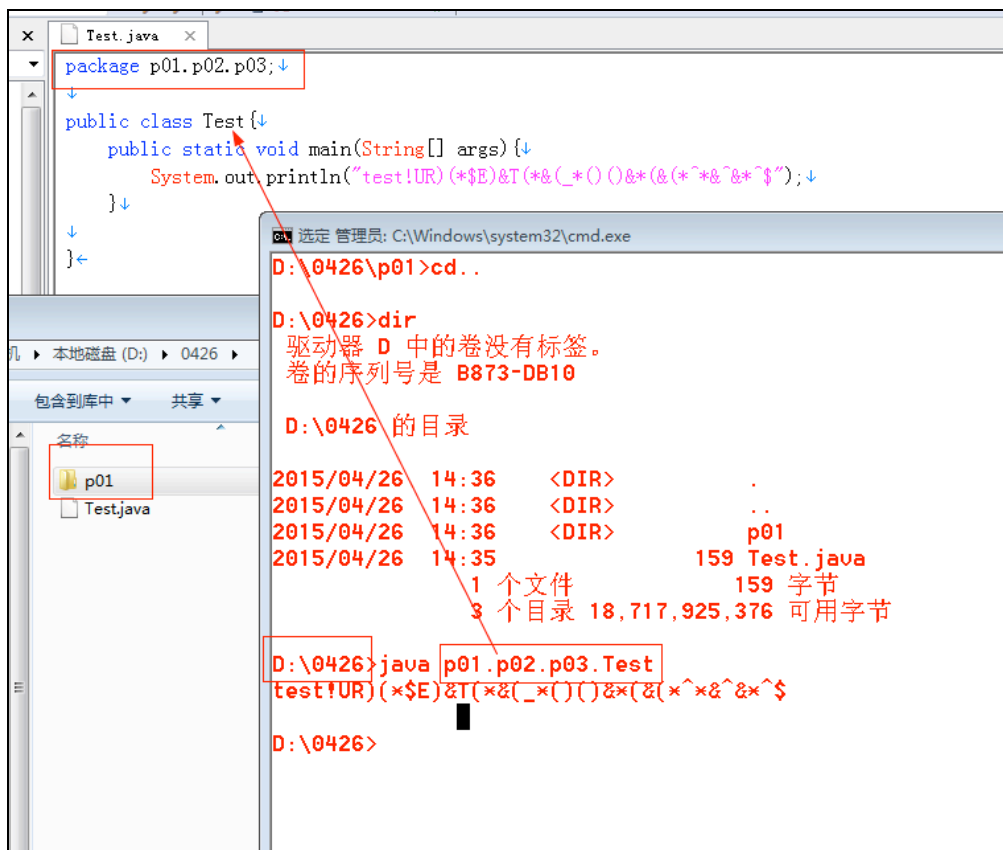 Test.java
package p01.p02.p03;↓
↓
public class Test{↓
public static void main(String[] args){↓
System.out.println("test!UR)(*$E)&T(*&(_*()()&*(&(*^*&^&*^$");↓
}↓
↓
}←
选定 管理员: C:\Windows\system32\cmd.exe
D:\0426\p01>cd..
D:\0426>dir
驱动器 D 中的卷没有标签。
卷的序列号是 B873-DB10
D:\0426 的目录
2015/04/26 14:36 <DIR> .
2015/04/26 14:36 <DIR> ..
2015/04/26 14:36 <DIR> p01
2015/04/26 14:35 159 Test.java
1 个文件 159 字节
3 个目录 18,717,925,376 可用字节
D:\0426>java p01.p02.p03.Test
test!UR)(*$E)&T(*&(_*()()&*(&(*^*&^&*^$
D:\0426>
机 ▸ 本地磁盘 (D:) ▸ 0426 ▸
包含到库中 ▼ 共享 ▼
名称
p01
Test.java